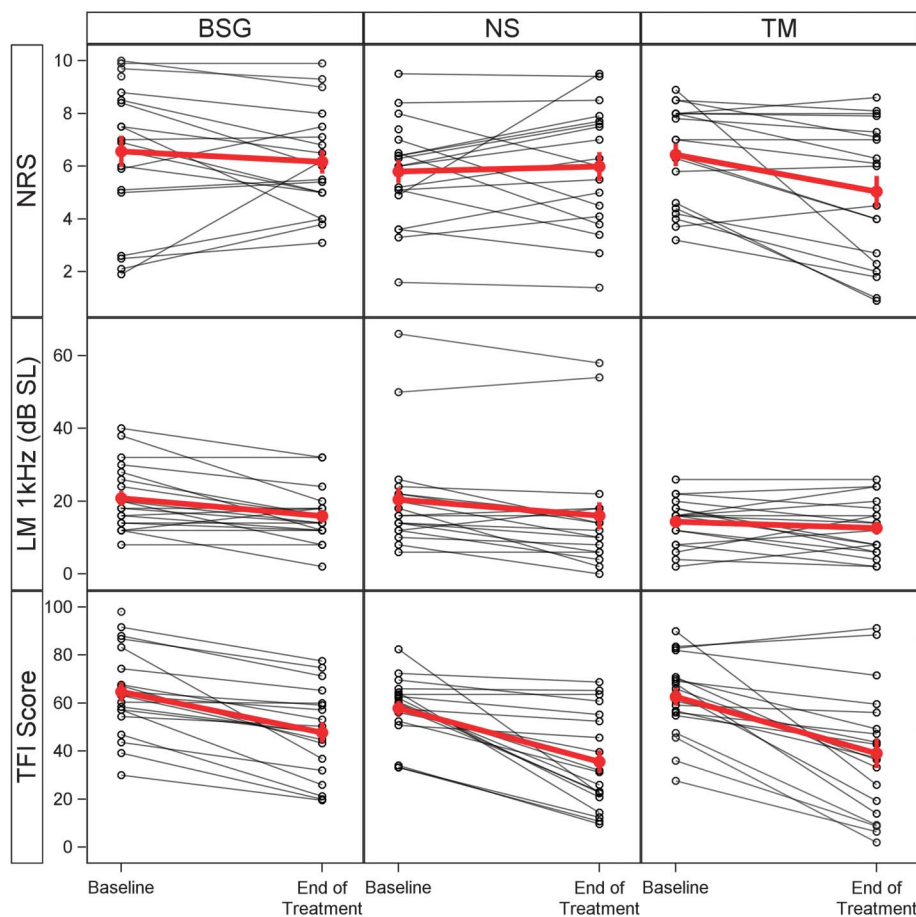 BSG
NS
TM
NRS
10
8
6
4
2
LM 1kHz (dB SL)
60
40
20
0
TFI Score
100
80
60
40
20
0
Baseline
End of
Treatment
Baseline
End of
Treatment
Baseline
End of
Treatment